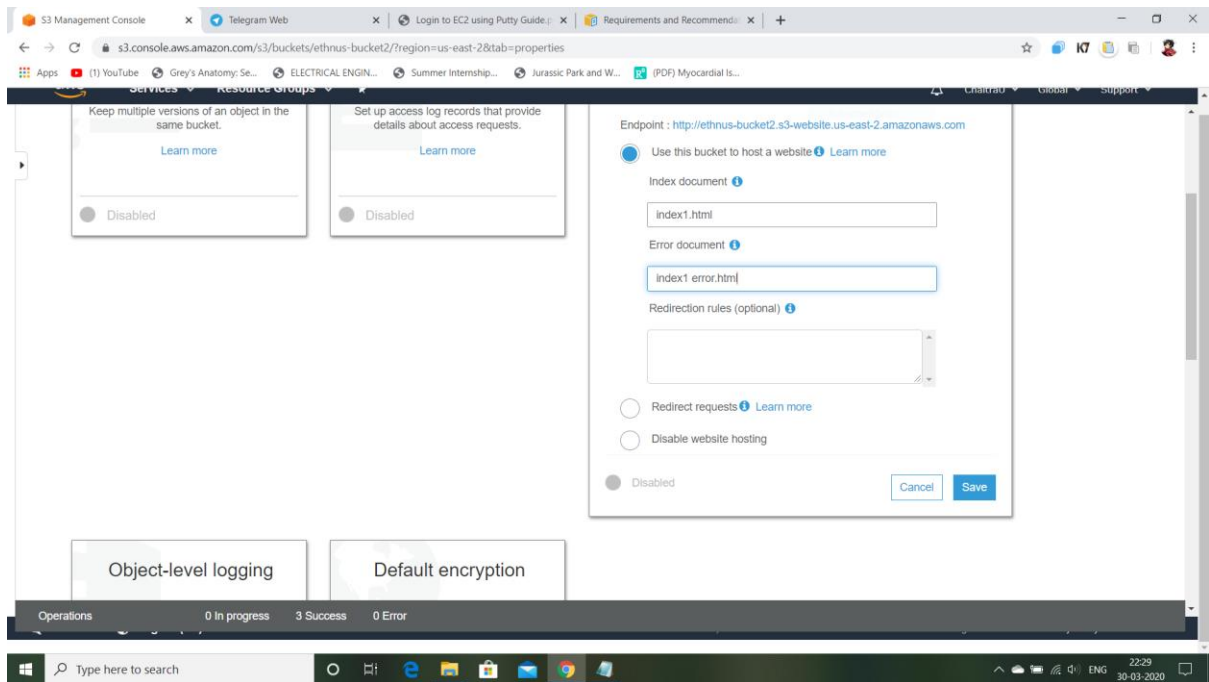 S3 Management Console
Telegram Web
Login to EC2 using Putty Guide.p
Requirements and Recommenda
s3.console.aws.amazon.com/s3/buckets/ethnus-bucket2/?region=us-east-2&tab=properties
K7
Apps (1) YouTube Grey's Anatomy: Se... ELECTRICAL ENGIN... Summer Internship... Jurassic Park and W... (PDF) Myocardial Is...
Services Resource Groups ChaitraU Global Support
Keep multiple versions of an object in the
same bucket.
Learn more
Disabled
Set up access log records that provide
details about access requests.
Learn more
Disabled
Endpoint : http://ethnus-bucket2.s3-website.us-east-2.amazonaws.com
Use this bucket to host a website Learn more
Index document
index1.html
Error document
index1 error.html
Redirection rules (optional)
Redirect requests Learn more
Disable website hosting
Disabled
Cancel Save
Object-level logging
Default encryption
Operations 0 In progress 3 Success 0 Error
Type here to search
ENG
22:29
30-03-2020